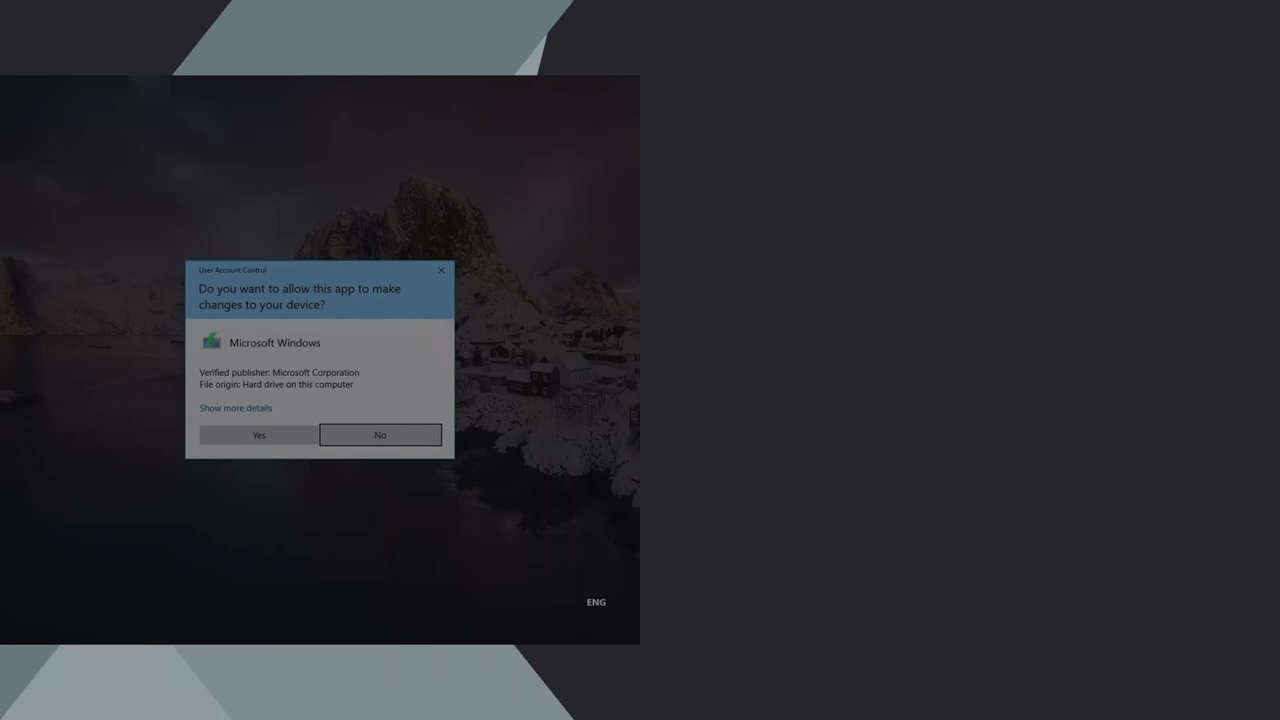 User Account Control
Do you want to allow this app to make
changes to your device?
Microsoft Windows
Verified publisher: Microsoft Corporation
File origin: Hard drive on this computer
Show more details
Yes
No
ENG